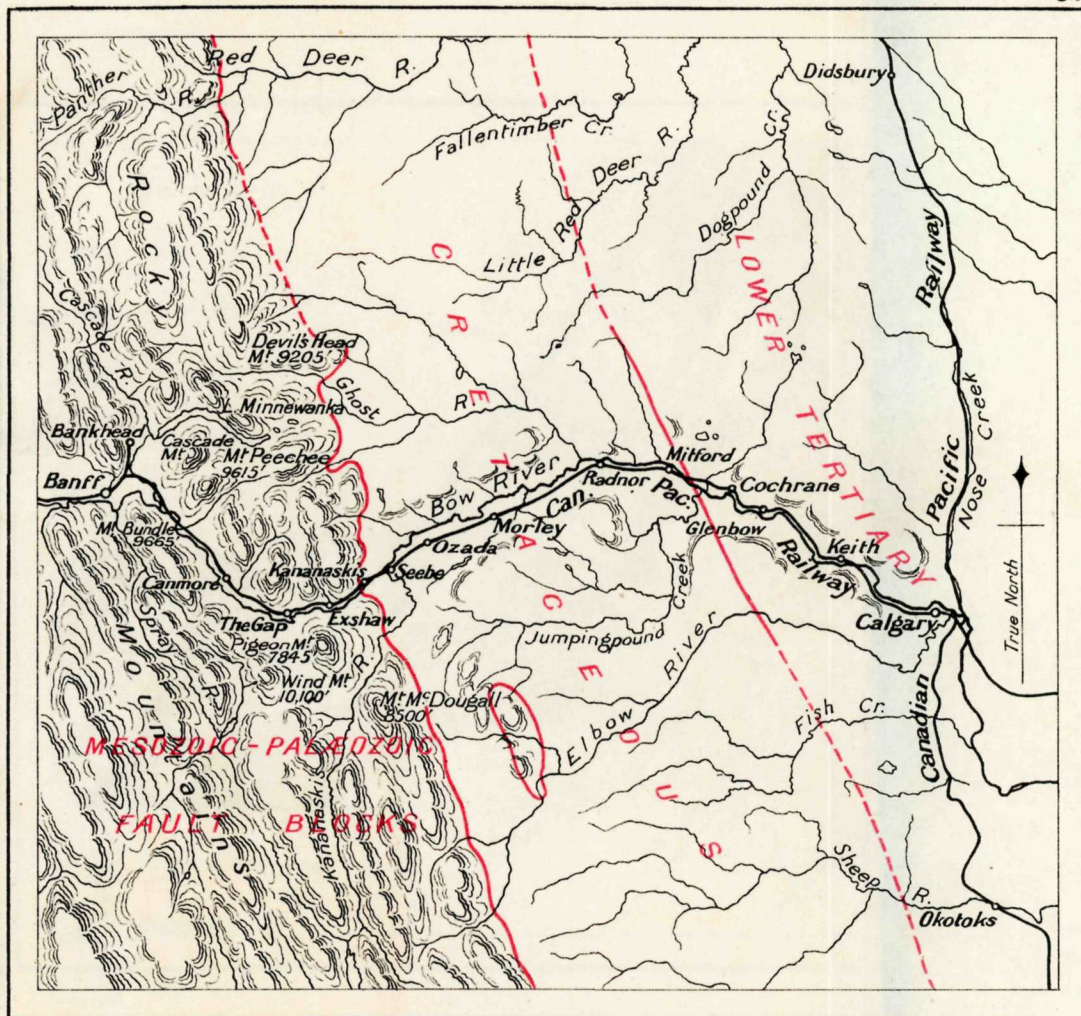 Red Deer R.
Panther R.
Didsbury
Fallentimber Cr.
Little Red Deer R.
Dogpound Cr.
Rocky Mountains
CRETACEOUS
LOWER TERTIARY
Canadian Pacific Railway
Nose Creek
Cascade R.
Devil's Head
Mt. 9205'
Ghost R.
Minnewanka
Bankhead
Cascade
Mt.
Mt. Peechee
9615'
Banff
Bow River
Mitford
Radnor
Cochrane
Can. Pac. Railway
Mt. Bundle
9665'
Morley
Glenbow
Ozada
Keith
Kananaskis
Seebe
Canmore
Creek
True North
Spray R.
The Gap
Exshaw
Calgary
Jumpingpound
Pigeon Mt.
7845'
Wind Mt.
10,100'
R.
Mt. McDougall
8500'
Elbow River
Fish Cr.
MESOZOIC-PALÆOZOIC
FAULT BLOCKS
Kananaskis
Sheep R.
Okotoks